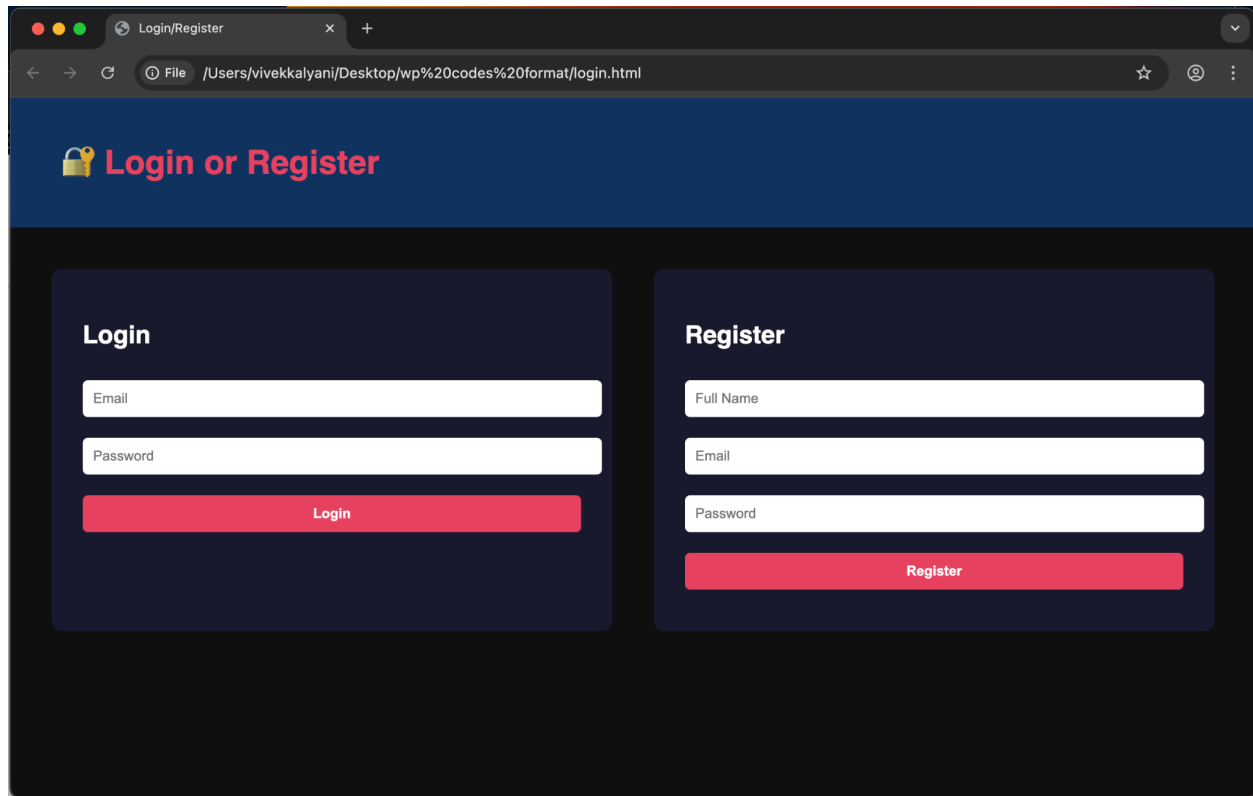 Login/Register
File /Users/vivekkalyani/Desktop/wp%20codes%20format/login.html
🔐 Login or Register
Login
Email
Password
Login
Register
Full Name
Email
Password
Register